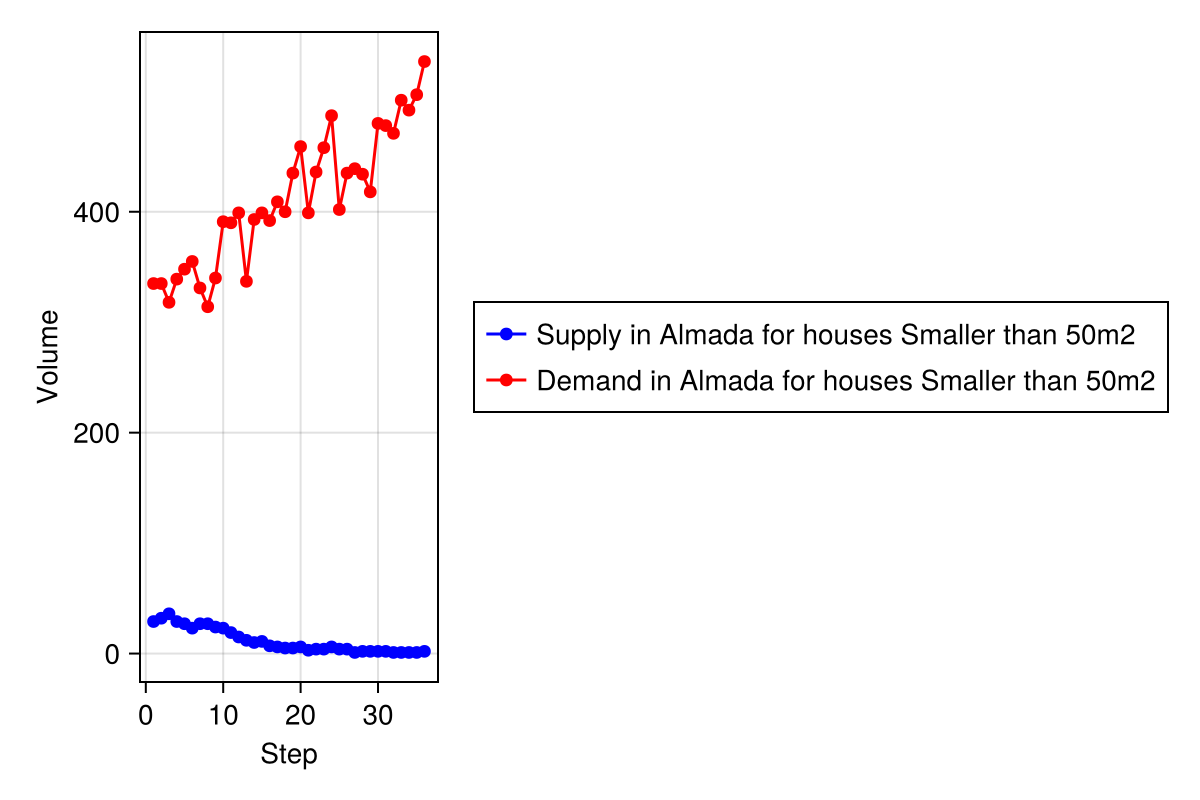 Volume
400
200
0
0 10 20 30
Step
Supply in Almada for houses Smaller than 50m2
Demand in Almada for houses Smaller than 50m2